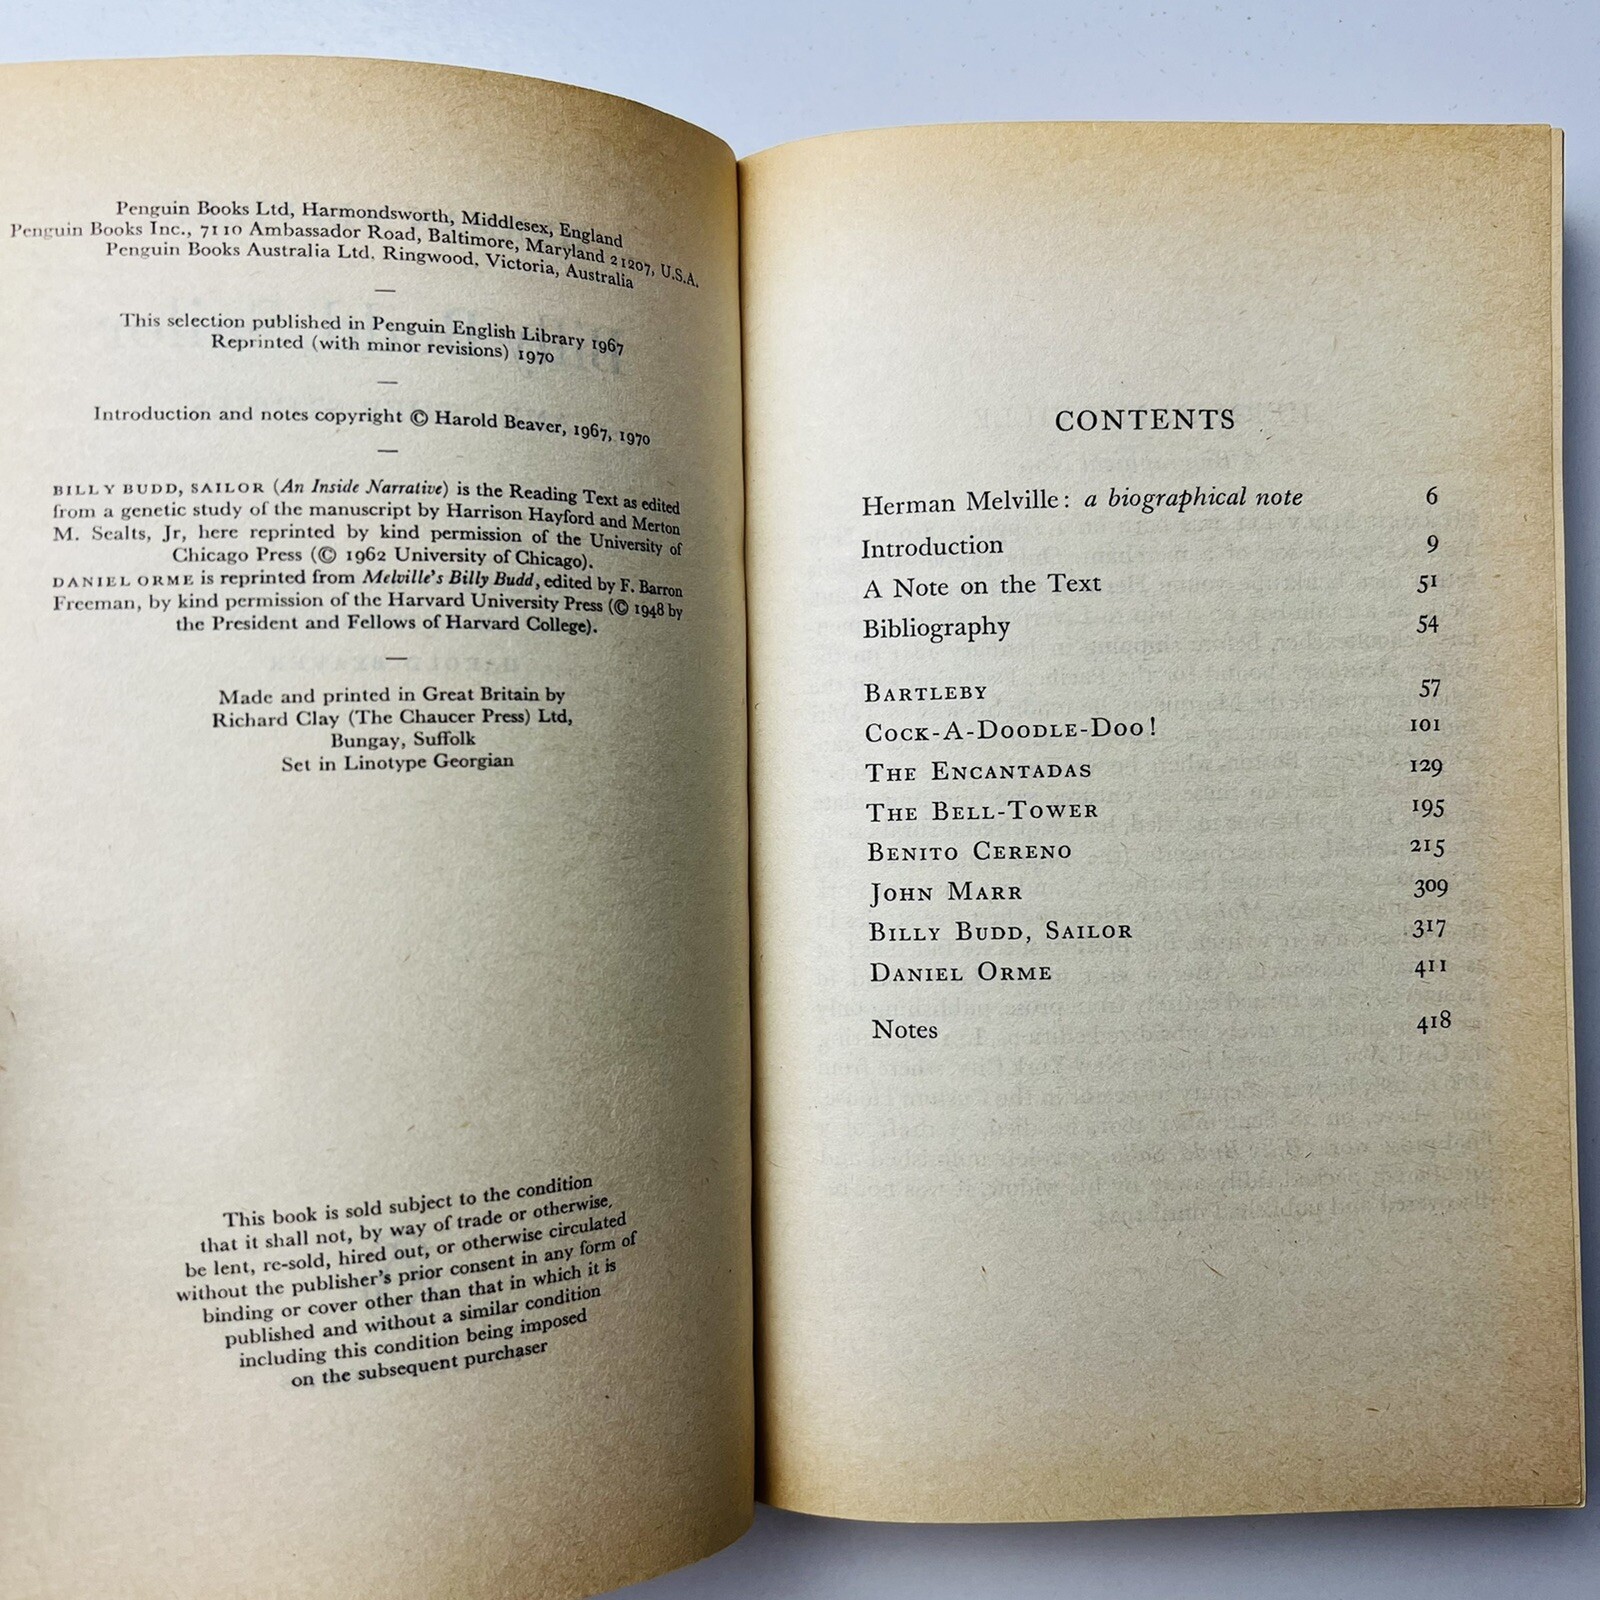 Penguin Books Ltd, Harmondsworth, Middlesex, England
Penguin Books Inc., 7110 Ambassador Road, Baltimore, Maryland 21207, U.S.A.
Penguin Books Australia Ltd, Ringwood, Victoria, Australia
—
This selection published in Penguin English Library 1967
Reprinted (with minor revisions) 1970
—
Introduction and notes copyright © Harold Beaver, 1967, 1970
—
BILLY BUDD, SAILOR (An Inside Narrative) is the Reading Text as edited
from a genetic study of the manuscript by Harrison Hayford and Merton
M. Sealts, Jr, here reprinted by kind permission of the University of
Chicago Press (© 1962 University of Chicago).
DANIEL ORME is reprinted from Melville's Billy Budd, edited by F. Barron
Freeman, by kind permission of the Harvard University Press (© 1948 by
the President and Fellows of Harvard College).
—
Made and printed in Great Britain by
Richard Clay (The Chaucer Press) Ltd,
Bungay, Suffolk
Set in Linotype Georgian
This book is sold subject to the condition
that it shall not, by way of trade or otherwise,
be lent, re-sold, hired out, or otherwise circulated
without the publisher's prior consent in any form of
binding or cover other than that in which it is
published and without a similar condition
including this condition being imposed
on the subsequent purchaser
CONTENTS
Herman Melville: a biographical note 6
Introduction 9
A Note on the Text 51
Bibliography 54
BARTLEBY 57
COCK-A-DOODLE-DOO! 101
THE ENCANTADAS 129
THE BELL-TOWER 195
BENITO CERENO 215
JOHN MARR 309
BILLY BUDD, SAILOR 317
DANIEL ORME 411
Notes 418